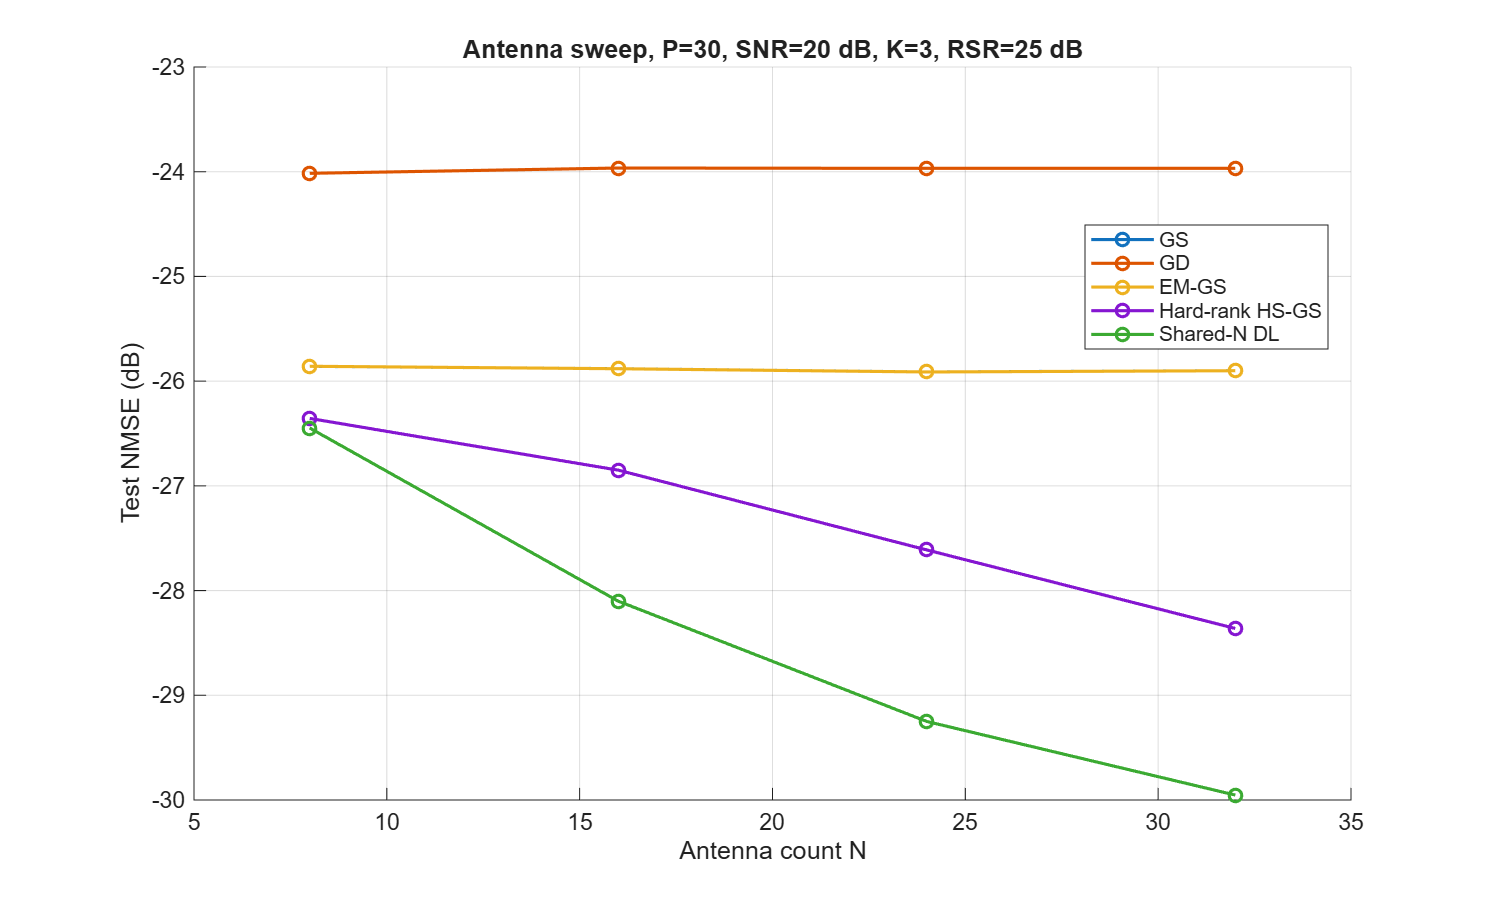 Antenna sweep, P=30, SNR=20 dB, K=3, RSR=25 dB
-23
-24
-25
-26
-27
-28
-29
-30
Test NMSE (dB)
GS
GD
EM-GS
Hard-rank HS-GS
Shared-N DL
5
10
15
20
25
30
35
Antenna count N